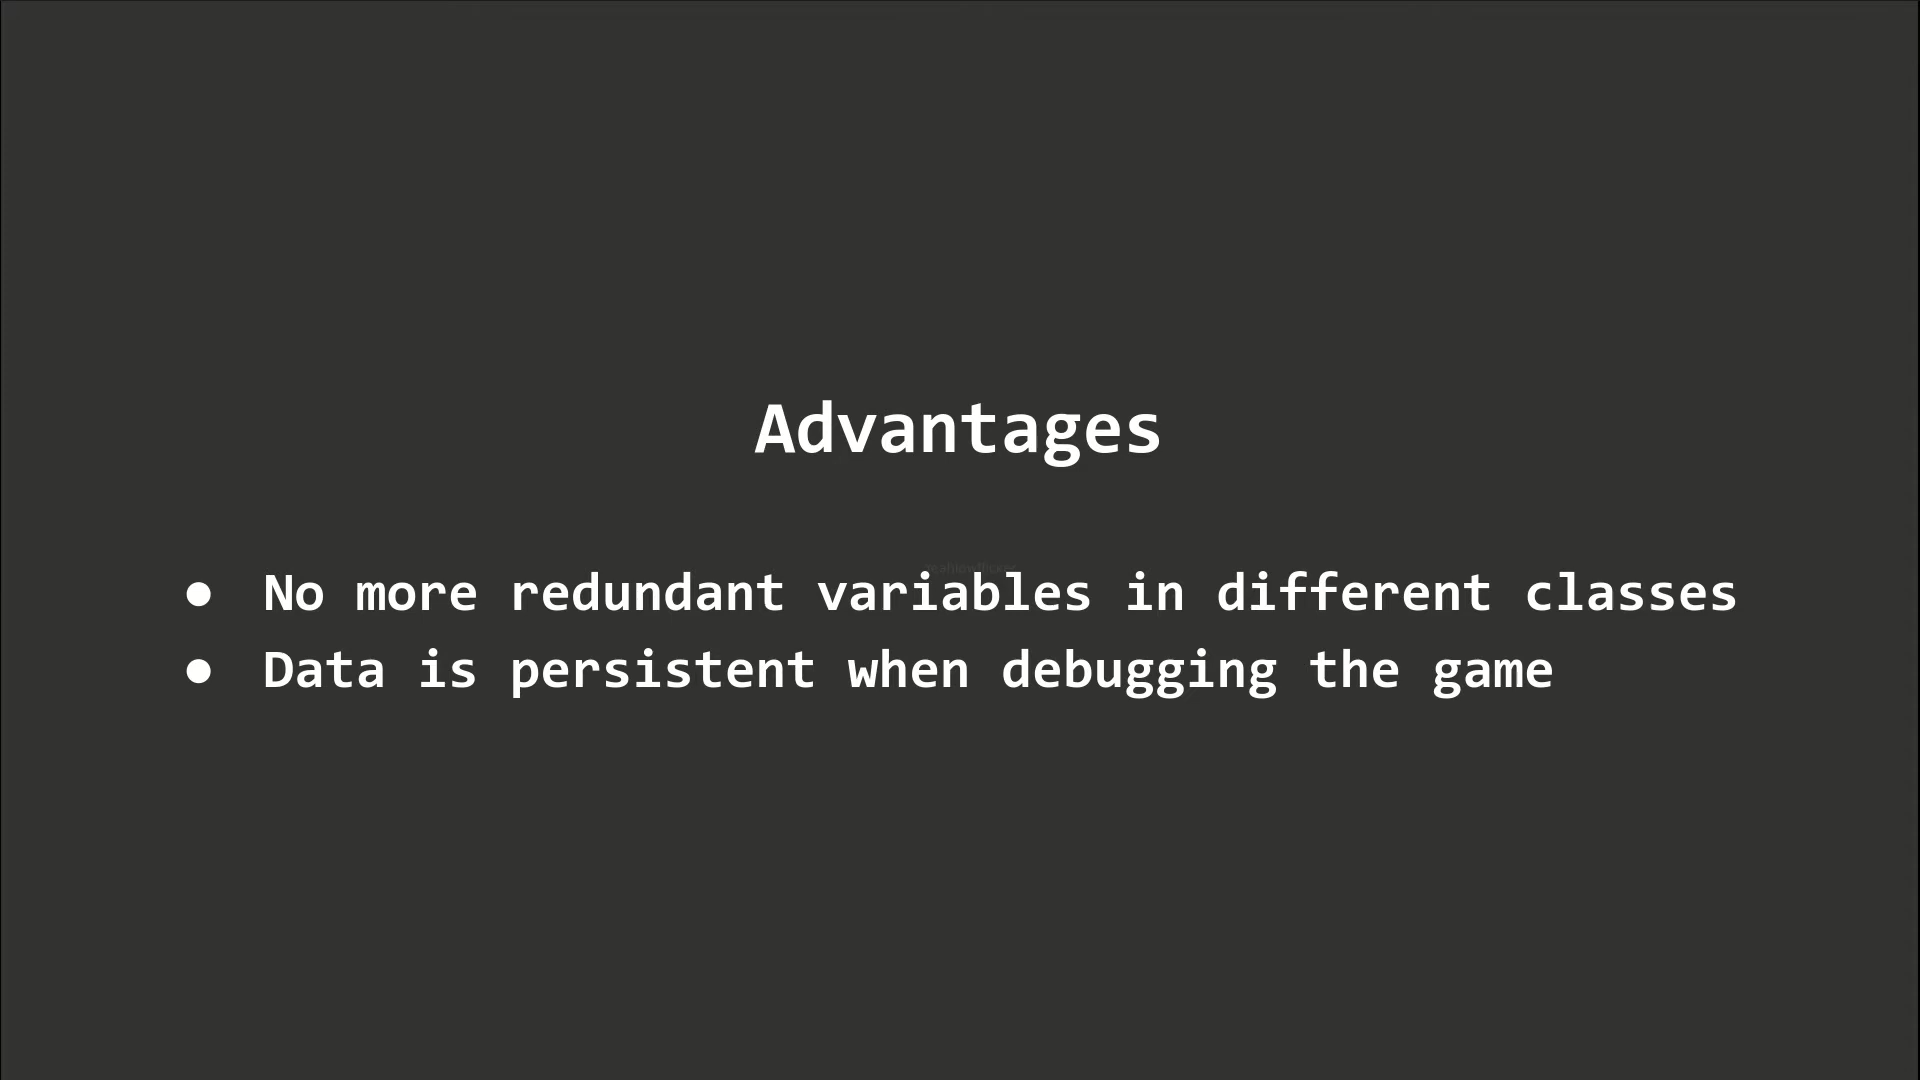 Advantages
● No more redundant variables in different classes
● Data is persistent when debugging the game